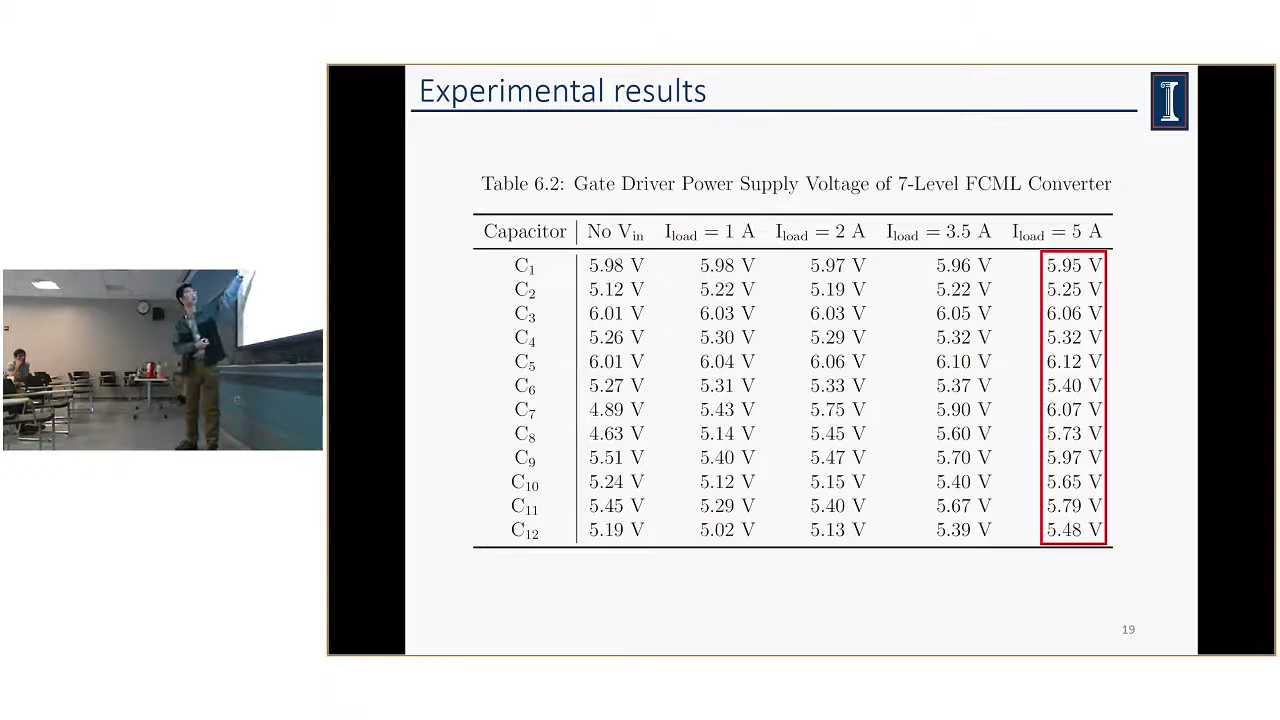 Experimental results
Table 6.2: Gate Driver Power Supply Voltage of 7-Level FCML Converter
Capacitor No Vin Iload = 1 A Iload = 2 A Iload = 3.5 A Iload = 5 A
C1 5.98 V 5.98 V 5.97 V 5.96 V 5.95 V
C2 5.12 V 5.22 V 5.19 V 5.22 V 5.25 V
C3 6.01 V 6.03 V 6.03 V 6.05 V 6.06 V
C4 5.26 V 5.30 V 5.29 V 5.32 V 5.32 V
C5 6.01 V 6.04 V 6.06 V 6.10 V 6.12 V
C6 5.27 V 5.31 V 5.33 V 5.37 V 5.40 V
C7 4.89 V 5.43 V 5.75 V 5.90 V 6.07 V
C8 4.63 V 5.14 V 5.45 V 5.60 V 5.73 V
C9 5.51 V 5.40 V 5.47 V 5.70 V 5.97 V
C10 5.24 V 5.12 V 5.15 V 5.40 V 5.65 V
C11 5.45 V 5.29 V 5.40 V 5.67 V 5.79 V
C12 5.19 V 5.02 V 5.13 V 5.39 V 5.48 V
19